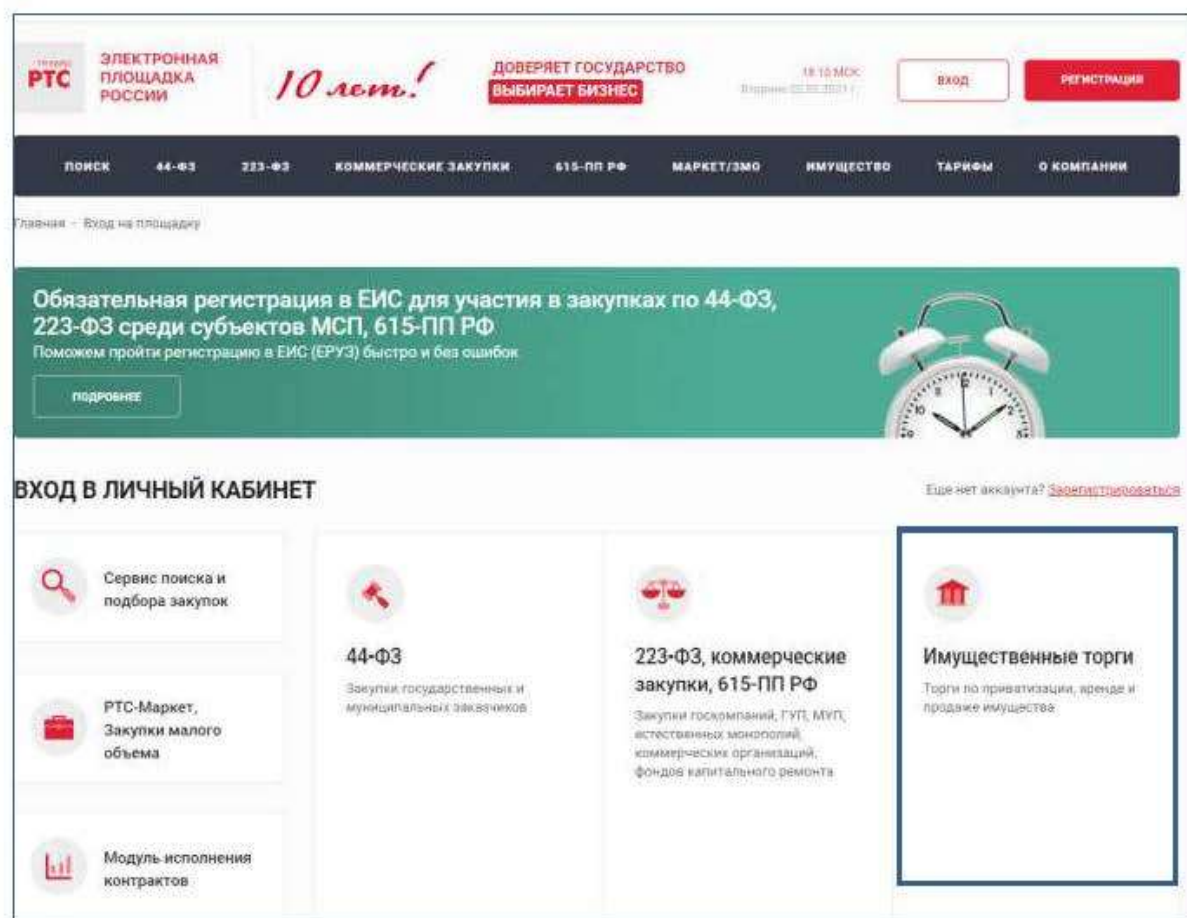 РТС
ЭЛЕКТРОННАЯ
ПЛОЩАДКА
РОССИИ
10 лет!
ДОВЕРЯЕТ ГОСУДАРСТВО
ВЫБИРАЕТ БИЗНЕС
МСК
ВХОД
РЕГИСТРАЦИЯ
ПОИСК 44-ФЗ 223-ФЗ КОММЕРЧЕСКИЕ ЗАКУПКИ 615-ПП РФ МАРКЕТ/ЗМО ИМУЩЕСТВО ТАРИФЫ О КОМПАНИИ
Главная - Вход на площадку
Обязательная регистрация в ЕИС для участия в закупках по 44-ФЗ,
223-ФЗ среди субъектов МСП, 615-ПП РФ
Поможем пройти регистрацию в ЕИС (ЕРУЗ) быстро и без ошибок
ПОДРОБНЕЕ
ВХОД В ЛИЧНЫЙ КАБИНЕТ
Еще нет аккаунта? Зарегистрироваться
Сервис поиска и
подбора закупок
РТС-Маркет,
Закупки малого
объема
Модуль исполнения
контрактов
44-ФЗ
Закупки государственных и
муниципальных заказчиков
223-ФЗ, коммерческие
закупки, 615-ПП РФ
Закупки госкомпаний, ГУП, МУП,
естественных монополий,
коммерческих организаций,
фондов капитального ремонта
Имущественные торги
Торги по приватизации, аренде и
продаже имущества